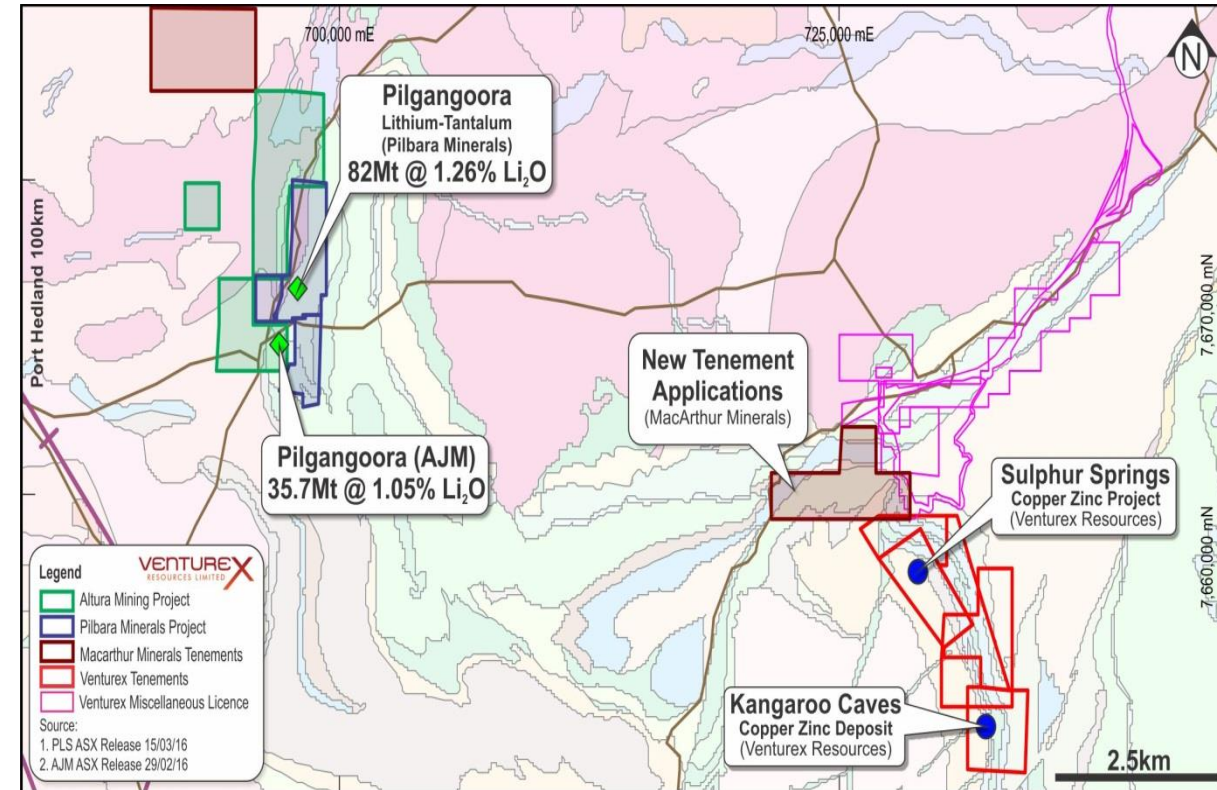 700,000 mE
725,000 mE
N
Pilgangoora
Lithium-Tantalum
(Pilbara Minerals)
82Mt @ 1.26% Li₂O
Port Hedland 100km
7,670,000 mN
New Tenement
Applications
(MacArthur Minerals)
Pilgangoora (AJM)
35.7Mt @ 1.05% Li₂O
Sulphur Springs
Copper Zinc Project
(Venturex Resources)
7,660,000 mN
Legend
VENTUREX
RESOURCES LIMITED
Altura Mining Project
Pilbara Minerals Project
Macarthur Minerals Tenements
Venturex Tenements
Venturex Miscellaneous Licence
Source:
1. PLS ASX Release 15/03/16
2. AJM ASX Release 29/02/16
Kangaroo Caves
Copper Zinc Deposit
(Venturex Resources)
2.5km